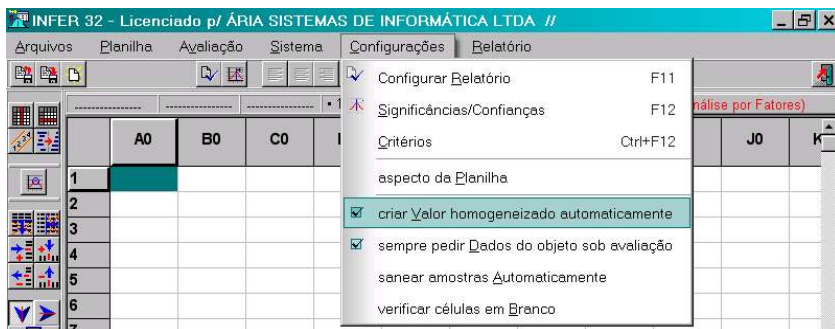 INFER 32 - Licenciado p/ ÁRIA SISTEMAS DE INFORMÁTICA LTDA //
Arquivos Planilha Avaliação Sistema Configurações Relatório
Configurar Relatório F11
Significâncias/Confianças F12
Critérios Ctrl+F12
aspecto da Planilha
criar Valor homogeneizado automaticamente
sempre pedir Dados do objeto sob avaliação
sanear amostras Automaticamente
verificar células em Branco
nálise por Fatores)
A0 B0 C0 J0 K
1
2
3
4
5
6
7